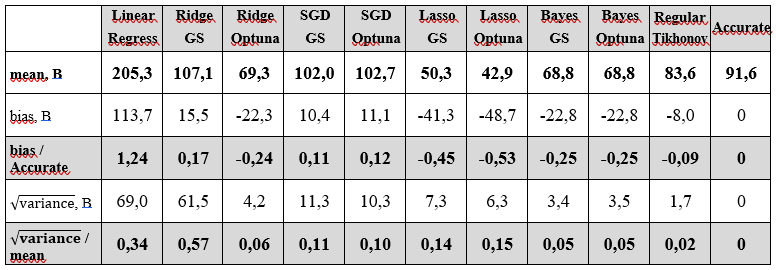 Linear Regress Ridge GS Ridge Optuna SGD GS SGD Optuna Lasso GS Lasso Optuna Bayes GS Bayes Optuna Regular Tikhonov Accurate
mean, B 205,3 107,1 69,3 102,0 102,7 50,3 42,9 68,8 68,8 83,6 91,6
bias, B 113,7 15,5 -22,3 10,4 11,1 -41,3 -48,7 -22,8 -22,8 -8,0 0
bias / Accurate 1,24 0,17 -0,24 0,11 0,12 -0,45 -0,53 -0,25 -0,25 -0,09 0
√variance, B 69,0 61,5 4,2 11,3 10,3 7,3 6,3 3,4 3,5 1,7 0
√variance / mean 0,34 0,57 0,06 0,11 0,10 0,14 0,15 0,05 0,05 0,02 0